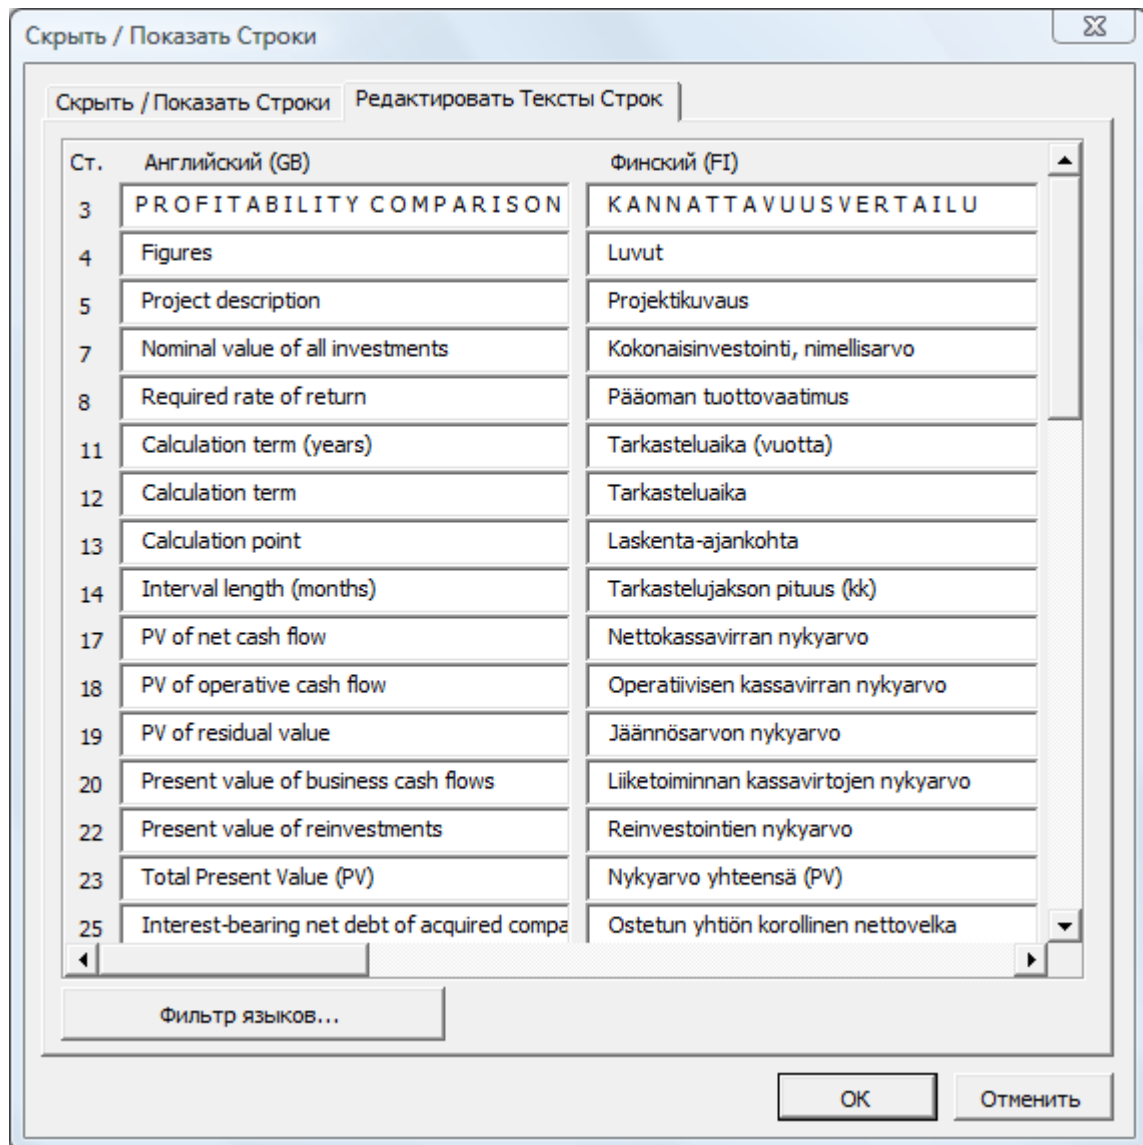 Скрыть / Показать Строки
Скрыть / Показать Строки Редактировать Тексты Строк
Ст. Английский (GB) Финский (FI)
3 P R O F I T A B I L I T Y C O M P A R I S O N K A N N A T T A V U U S V E R T A I L U
4 Figures Luvut
5 Project description Projektikuvaus
7 Nominal value of all investments Kokonaisinvestointi, nimellisarvo
8 Required rate of return Pääoman tuottovaatimus
11 Calculation term (years) Tarkasteluaika (vuotta)
12 Calculation term Tarkasteluaika
13 Calculation point Laskenta-ajankohta
14 Interval length (months) Tarkastelujakson pituus (kk)
17 PV of net cash flow Nettokassavirran nykyarvo
18 PV of operative cash flow Operatiivisen kassavirran nykyarvo
19 PV of residual value Jäännösarvon nykyarvo
20 Present value of business cash flows Liiketoiminnan kassavirtojen nykyarvo
22 Present value of reinvestments Reinvestointien nykyarvo
23 Total Present Value (PV) Nykyarvo yhteensä (PV)
25 Interest-bearing net debt of acquired compa Ostetun yhtiön korollinen nettovelka
Фильтр языков...
ОК Отменить